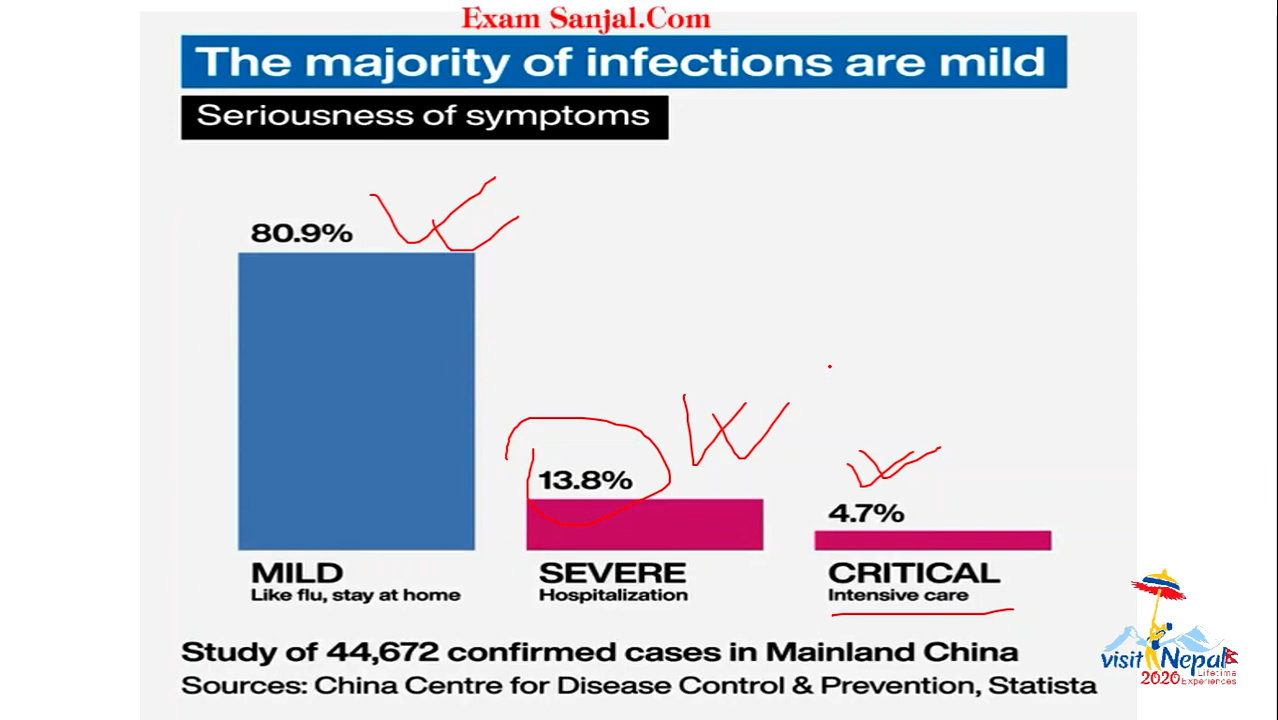 Exam Sanjal.Com
The majority of infections are mild
Seriousness of symptoms
80.9%
13.8%
4.7%
MILD
Like flu, stay at home
SEVERE
Hospitalization
CRITICAL
Intensive care
Study of 44,672 confirmed cases in Mainland China
Sources: China Centre for Disease Control & Prevention, Statista
visit Nepal
2020 Lifetime
Experiences